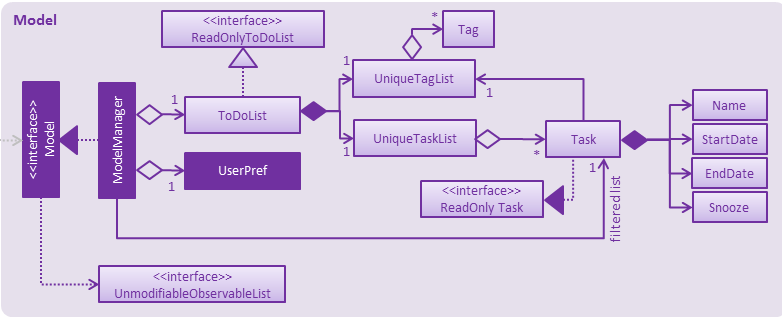 Model
<<interface>>
ReadOnlyToDoList
*
Tag
1
UniqueTagList
1
<<interface>>
Model
ModelManager
1
ToDoList
1
UniqueTaskList
*
Task
1
filtered list
Name
StartDate
EndDate
Snooze
1
UserPref
<<interface>>
ReadOnly Task
<<interface>>
UnmodifiableObservableList